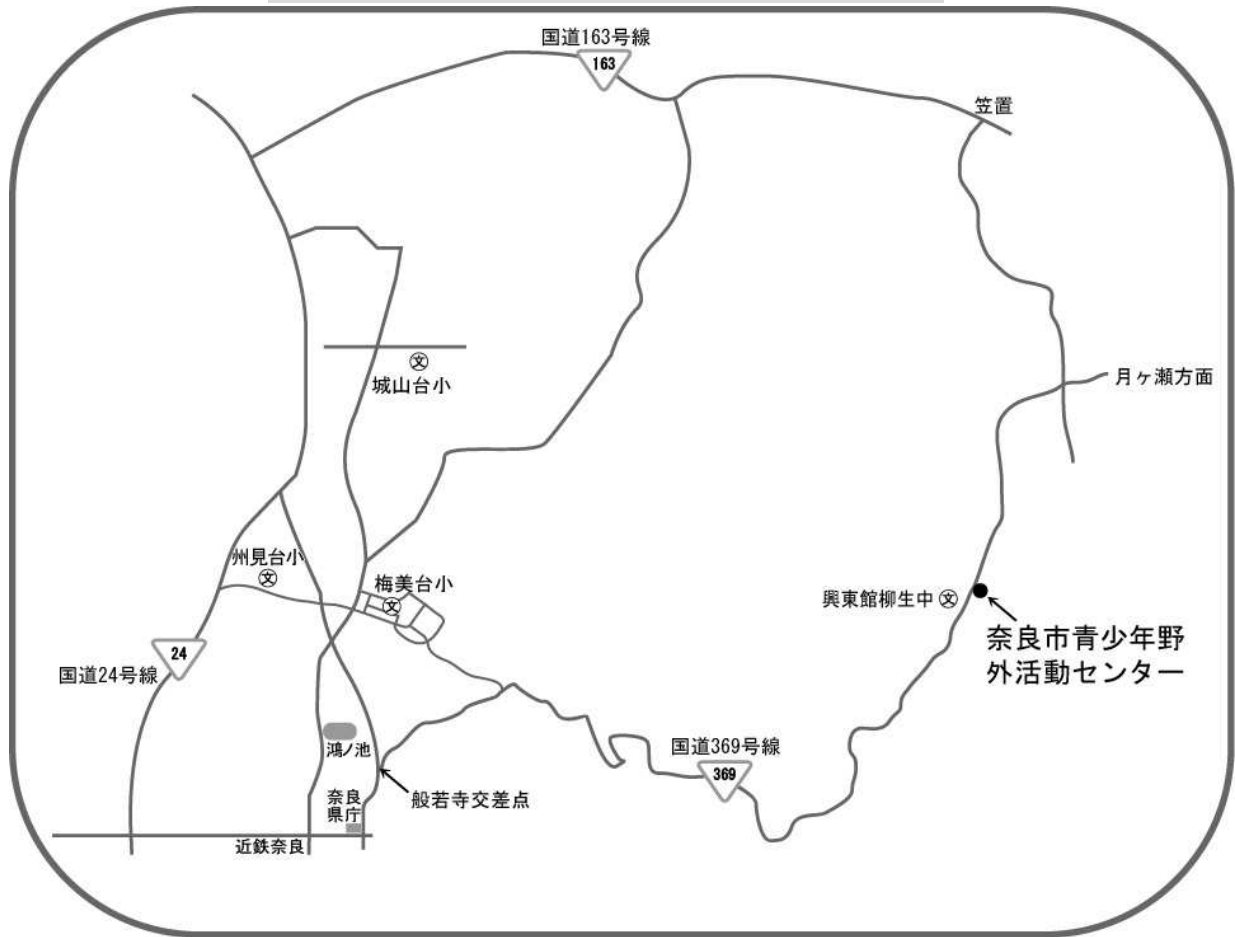 国道163号線
163
笠置
文
城山台小
月ヶ瀬方面
州見台小
文
梅美台小
文
興東館柳生中 文
奈良市青少年野
外活動センター
24
国道24号線
鴻ノ池
国道369号線
369
奈良
県庁
般若寺交差点
近鉄奈良